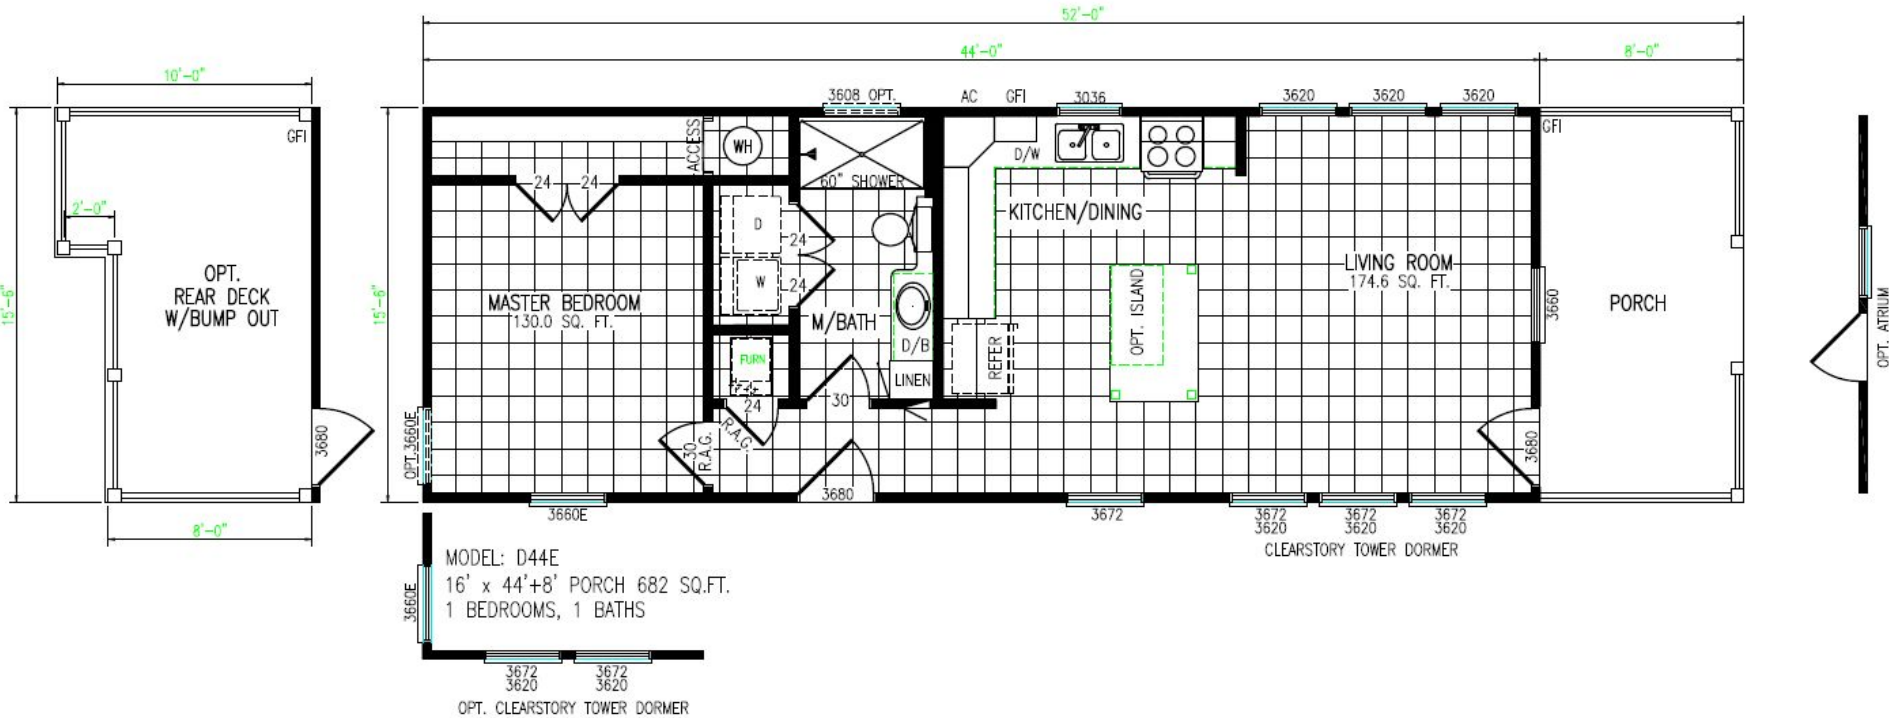 52'-0"
44'-0"
8'-0"
10'-0"
GFI
2'-0"
15'-6"
OPT.
REAR DECK
W/BUMP OUT
3680
8'-0"
15'-6"
3608 OPT.
AC
GFI
3036
3620
3620
3620
ACCESS
WH
24
24
60" SHOWER
D/W
GFI
D
W
24
24
KITCHEN/DINING
MASTER BEDROOM
130.0 SQ. FT.
M/BATH
D/B
LINEN
REFER
OPT. ISLAND
LIVING ROOM
174.6 SQ. FT.
3660
PORCH
OPT. ATRIUM
FURN
24
30
R.A.G.
30
R.A.G.
OPT.3660E
3680
3680
3660E
3672
3672
3620
3672
3620
3672
3620
CLEARSTORY TOWER DORMER
MODEL: D44E
16' x 44'+8' PORCH 682 SQ.FT.
1 BEDROOMS, 1 BATHS
3660E
3672
3620
3672
3620
OPT. CLEARSTORY TOWER DORMER